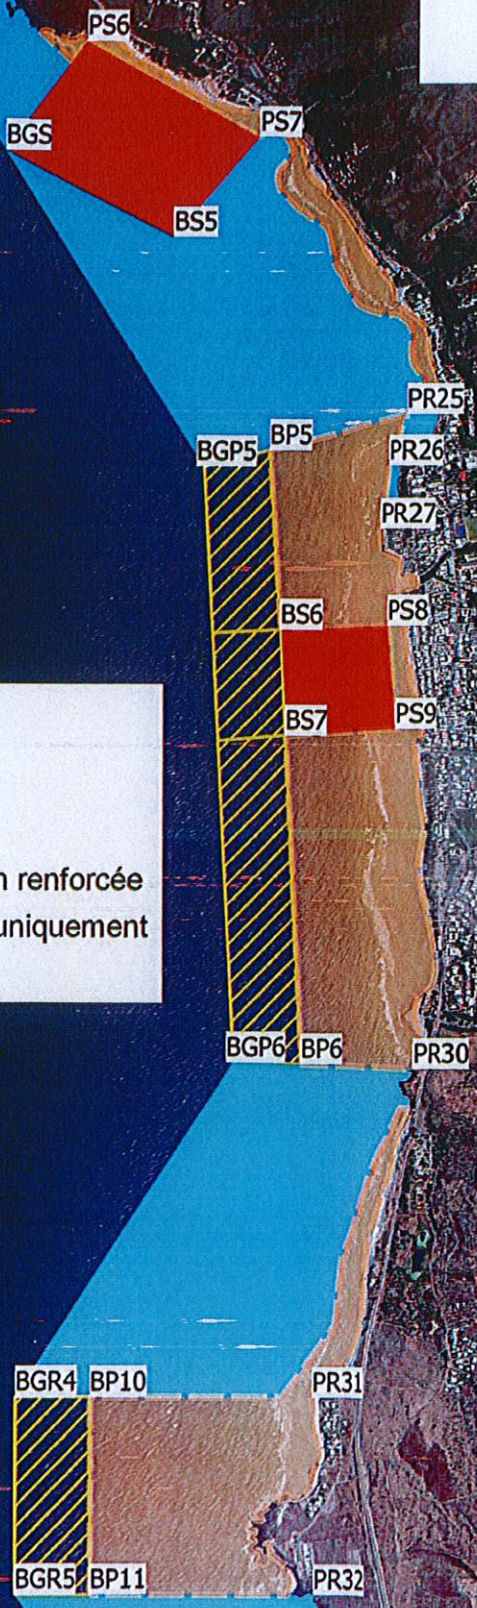 PS6
BGS
PS7
BS5
PR25
BGP5
BP5
PR26
PR27
BS6
PS8
BS7
PS9
n renforcée
uniquement
BGP6
BP6
PR30
BGR4
BP10
PR31
BGR5
BP11
PR32